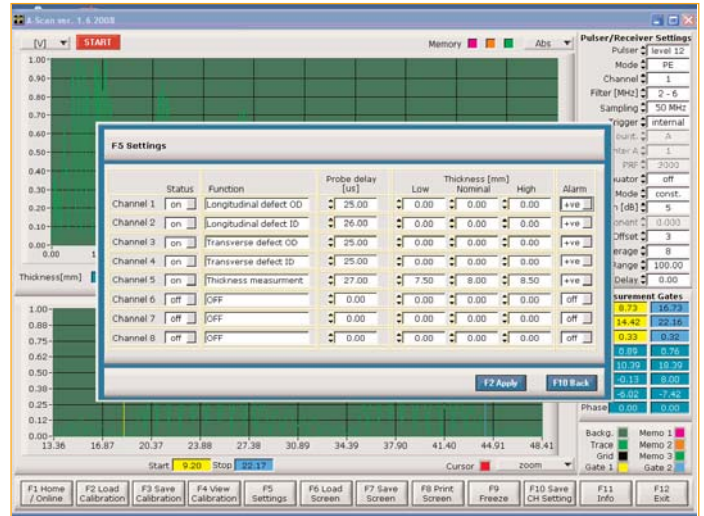 A-Scan ver. 1.6 2008
[V] START Memory Abs
1.00
0.90
0.80
0.70
0.60
0.50
0.40
0.30
0.20
0.10
0.00
0.00 1
Thickness[mm]
F5 Settings
Status Function Probe delay [us] Thickness [mm] Low Nominal High Alarm
Channel 1 on Longitudinal defect OD 25.00 0.00 0.00 0.00 +ve
Channel 2 on Longitudinal defect ID 26.00 0.00 0.00 0.00 +ve
Channel 3 on Transverse defect OD 25.00 0.00 0.00 0.00 +ve
Channel 4 on Transverse defect ID 25.00 0.00 0.00 0.00 +ve
Channel 5 on Thickness measurment 27.00 7.50 8.00 8.50 +ve
Channel 6 off OFF 0.00 0.00 0.00 0.00 off
Channel 7 off OFF 0.00 0.00 0.00 0.00 off
Channel 8 off OFF 0.00 0.00 0.00 0.00 off
F2 Apply F10 Back
Pulser/Receiver Settings
Pulser level 12
Mode PE
Channel 1
Filter [MHz] 2 - 6
Sampling 50 MHz
Trigger internal
ount. A
nter A 1
PRF 3000
uator off
Mode const.
n [dB] 5
onent 0.000
Offset 3
erage 8
Range 100.00
Delay 0.00
surement Gates
8.73 16.73
14.42 22.16
0.33 0.32
0.89 0.76
10.39 18.39
-0.13 8.00
-6.02 -7.42
Phase 0.00 0.00
1.00
0.88
0.75
0.62
0.50
0.38
0.25
0.12
0.00
13.36 16.87 20.37 23.88 27.38 30.89 34.39 37.90 41.40 44.91 48.41
Start 9.20 Stop 22.17 Cursor zoom
Backg. Memo 1
Trace Memo 2
Grid Memo 3
Gate 1 Gate 2
F1 Home / Online
F2 Load Calibration
F3 Save Calibration
F4 View Calibration
F5 Settings
F6 Load Screen
F7 Save Screen
F8 Print Screen
F9 Freeze
F10 Save CH Setting
F11 Info
F12 Exit